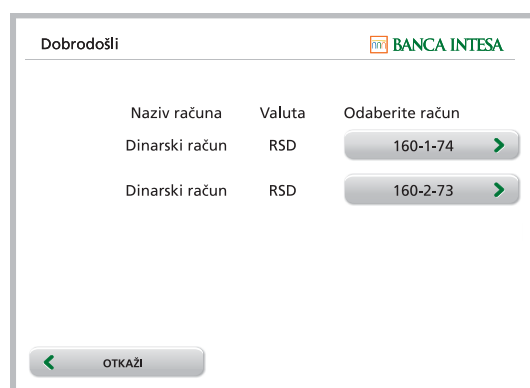 Dobrodošli BANCA INTESA
Naziv računa Valuta Odaberite račun
Dinarski račun RSD 160-1-74
Dinarski račun RSD 160-2-73
OTKAŽI